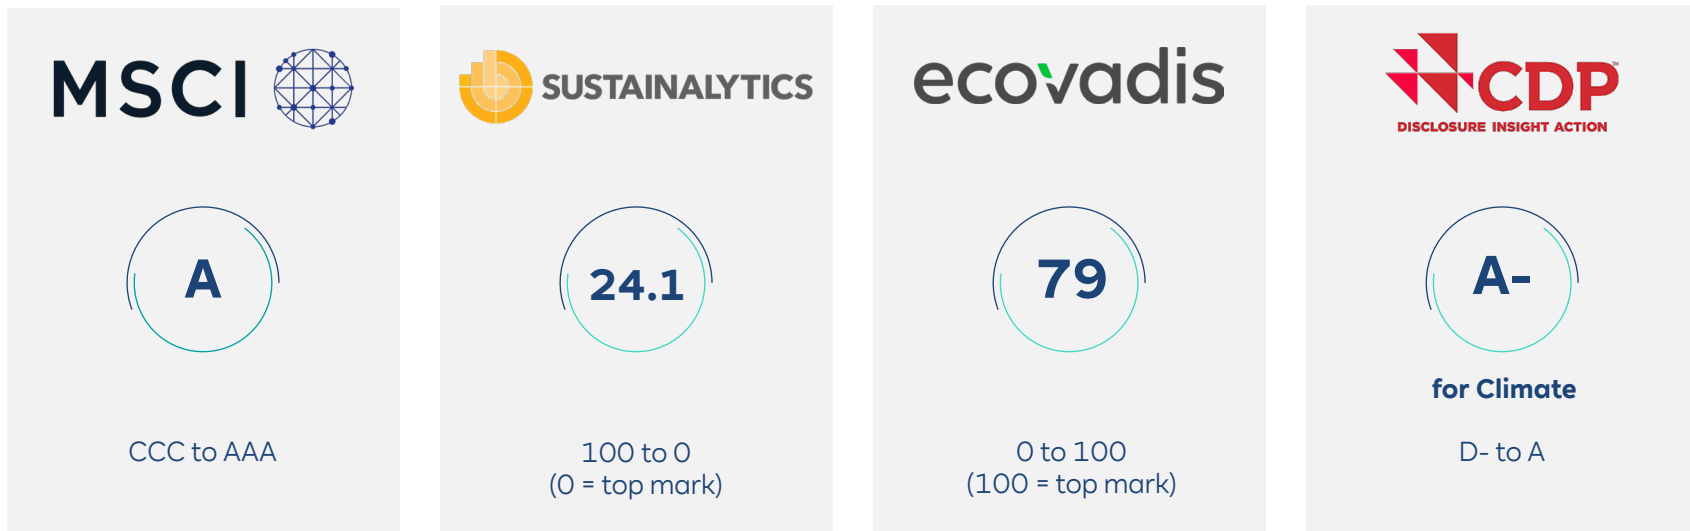 MSCI
A
CCC to AAA
SUSTAINALYTICS
24.1
100 to 0
(0 = top mark)
ecovadis
79
0 to 100
(100 = top mark)
CDP™
DISCLOSURE INSIGHT ACTION
A-
for Climate
D- to A